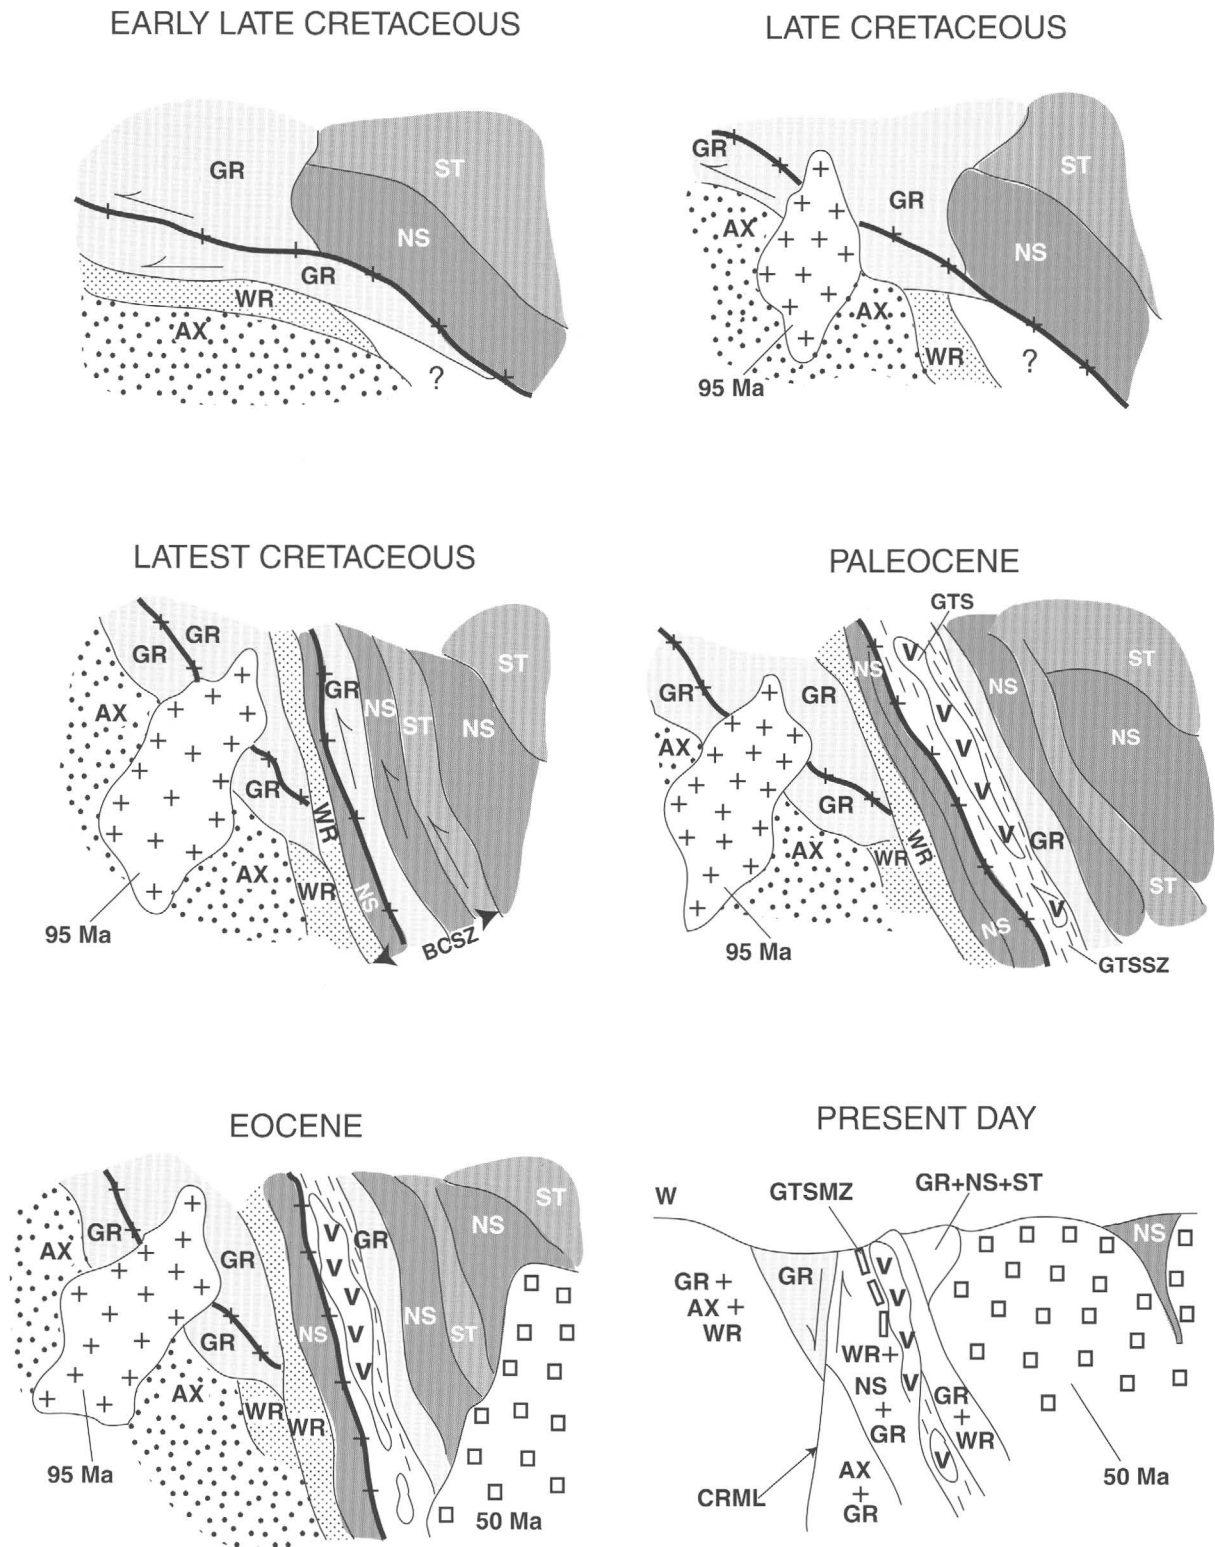 EARLY LATE CRETACEOUS
GR
ST
NS
GR
WR
AX
?
LATE CRETACEOUS
GR
ST
GR
AX
NS
AX
WR
?
95 Ma
LATEST CRETACEOUS
GR
GR
ST
GR
AX
NS
ST
NS
GR
WR
AX
WR
NS
95 Ma
BCSZ
PALEOCENE
GTS
V
NS
NS
ST
GR
GR
V
AX
V
NS
V
GR
V
GR
AX
WR
WR
ST
V
NS
95 Ma
GTSSZ
EOCENE
ST
NS
GR
V
GR
AX
GR
V
V
NS
V
NS
ST
GR
V
AX
WR
WR
95 Ma
50 Ma
PRESENT DAY
W
GTSMZ
GR+NS+ST
NS
V
GR
GR +
AX +
WR
V
V
WR+
NS
+
GR
V
GR
+
WR
V
AX
+
GR
CRML
50 Ma